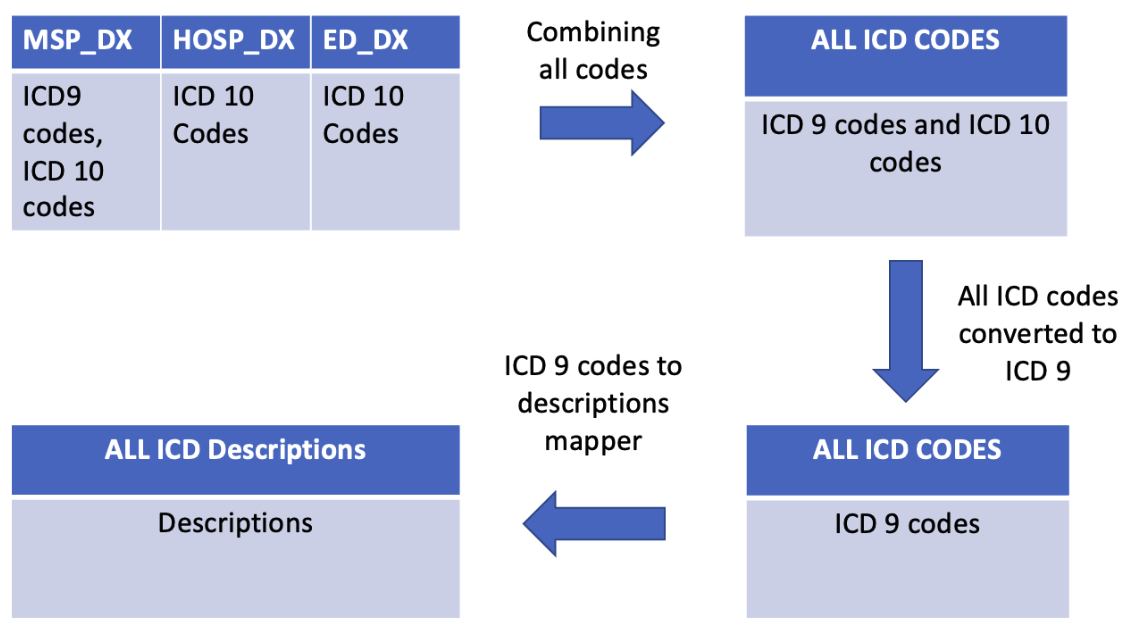 MSP_DX HOSP_DX ED_DX
ICD9
codes,
ICD 10
codes
ICD 10
Codes
ICD 10
Codes
Combining
all codes
ALL ICD CODES
ICD 9 codes and ICD 10
codes
All ICD codes
converted to
ICD 9
ALL ICD CODES
ICD 9 codes
ICD 9 codes to
descriptions
mapper
ALL ICD Descriptions
Descriptions